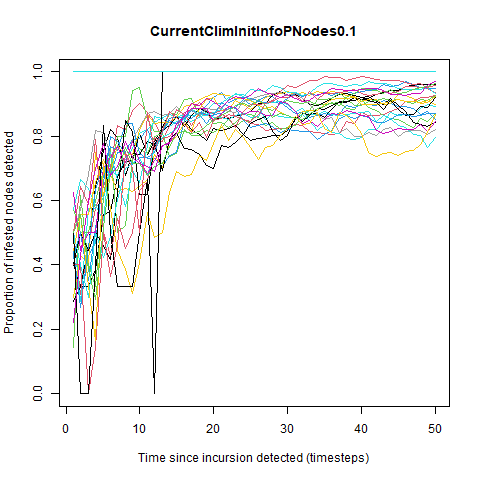 CurrentClimInitInfoPNodes0.1
1.0
0.8
0.6
0.4
0.2
0.0
Proportion of infested nodes detected
0 10 20 30 40 50
Time since incursion detected (timesteps)